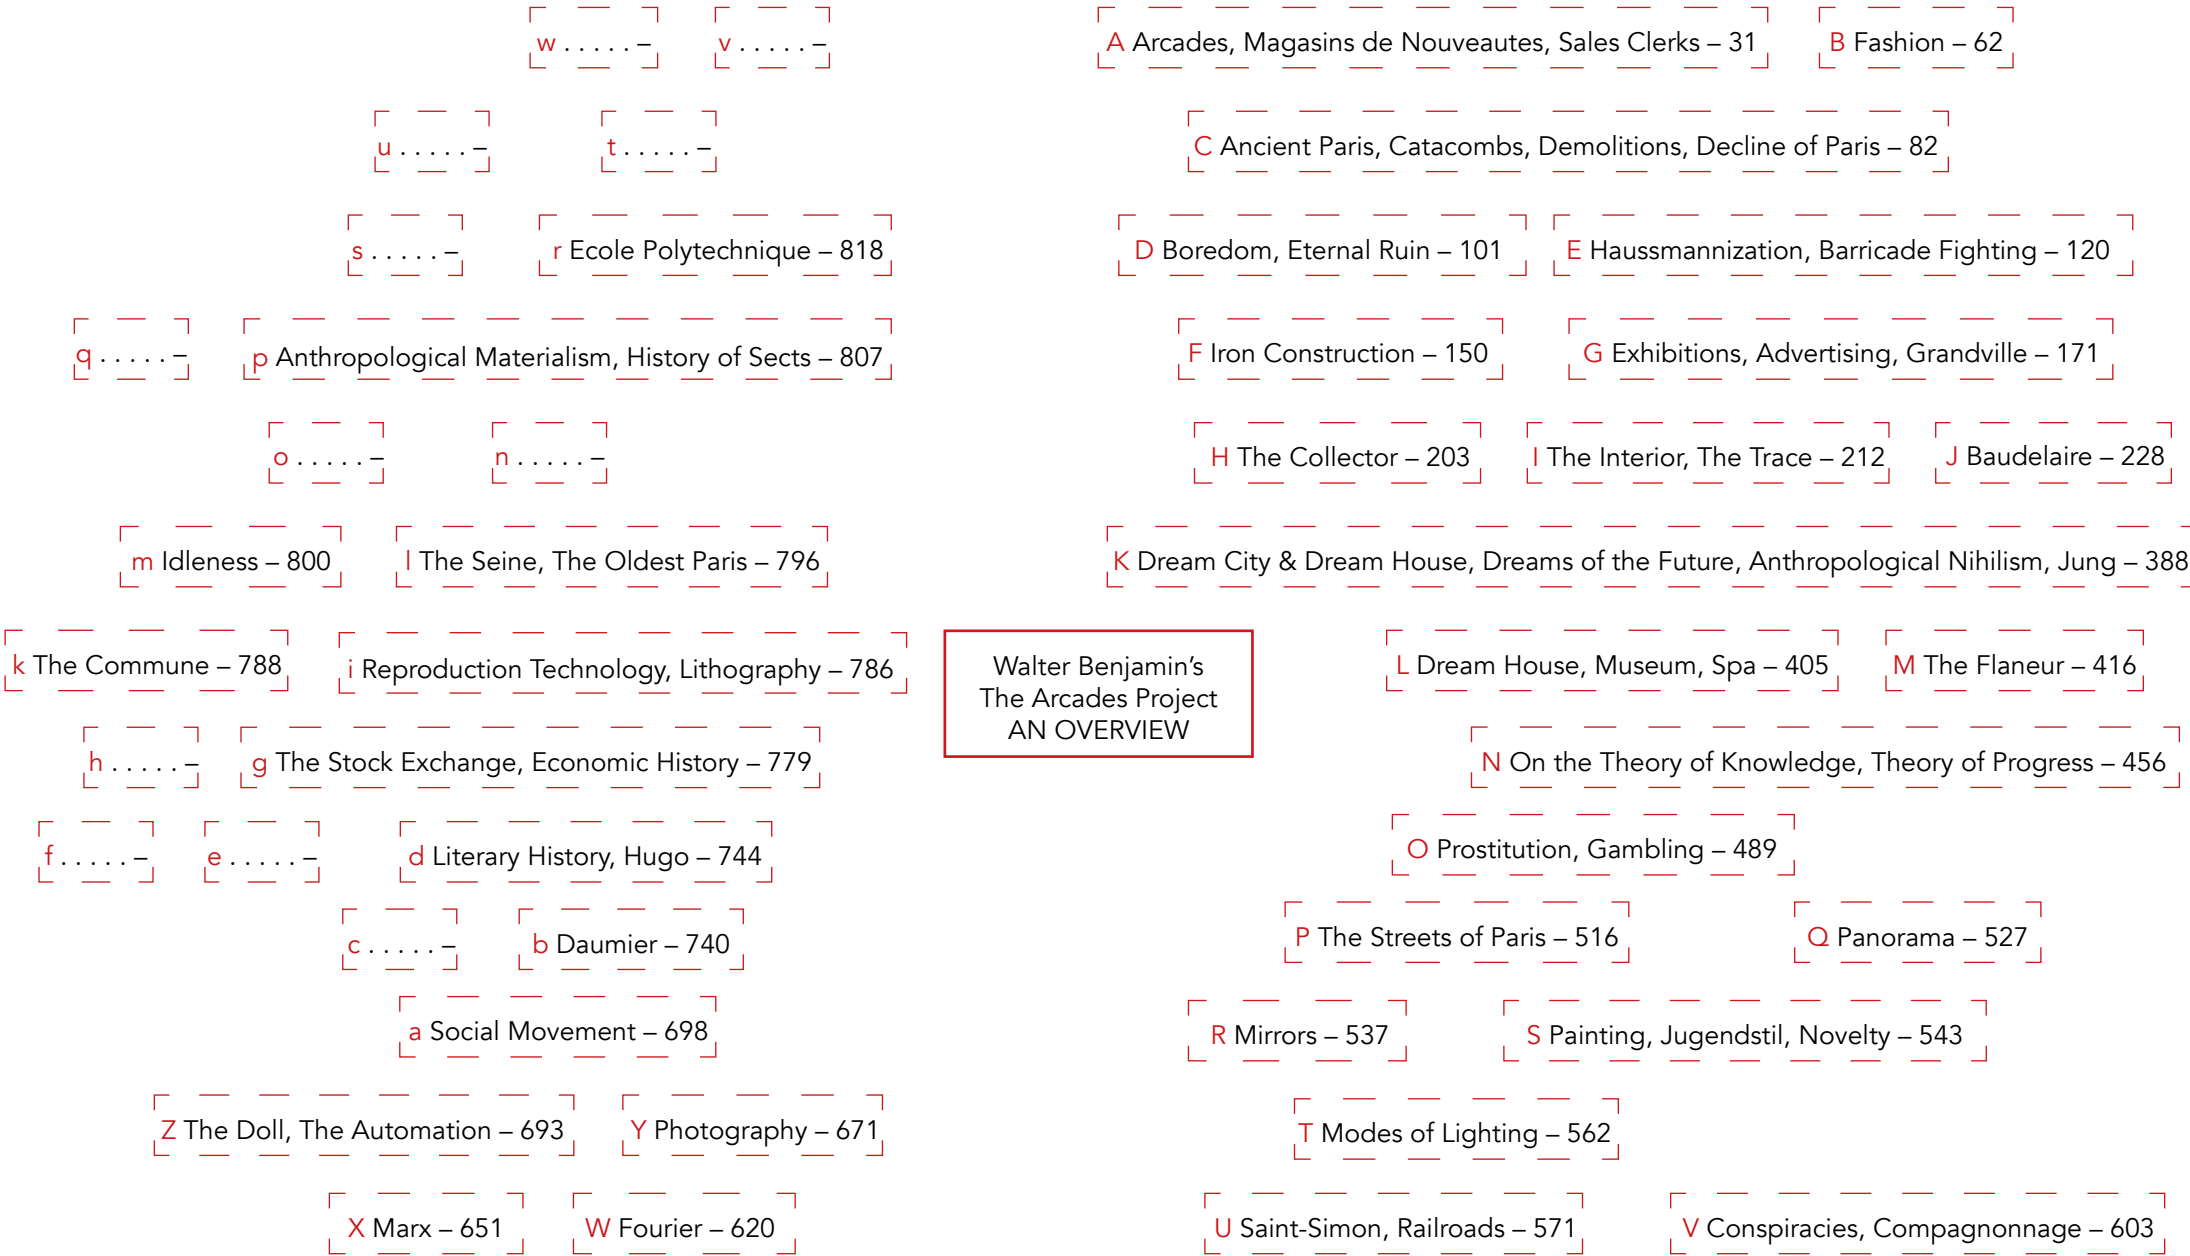 w . . . . . –
v . . . . . –
A Arcades, Magasins de Nouveautes, Sales Clerks – 31
B Fashion – 62
u . . . . . –
t . . . . . –
C Ancient Paris, Catacombs, Demolitions, Decline of Paris – 82
s . . . . . –
r Ecole Polytechnique – 818
D Boredom, Eternal Ruin – 101
E Haussmannization, Barricade Fighting – 120
q . . . . . –
p Anthropological Materialism, History of Sects – 807
F Iron Construction – 150
G Exhibitions, Advertising, Grandville – 171
o . . . . . –
n . . . . . –
H The Collector – 203
I The Interior, The Trace – 212
J Baudelaire – 228
m Idleness – 800
l The Seine, The Oldest Paris – 796
K Dream City & Dream House, Dreams of the Future, Anthropological Nihilism, Jung – 388
k The Commune – 788
i Reproduction Technology, Lithography – 786
Walter Benjamin's
The Arcades Project
AN OVERVIEW
L Dream House, Museum, Spa – 405
M The Flaneur – 416
h . . . . . –
g The Stock Exchange, Economic History – 779
N On the Theory of Knowledge, Theory of Progress – 456
f . . . . . –
e . . . . . –
d Literary History, Hugo – 744
O Prostitution, Gambling – 489
c . . . . . –
b Daumier – 740
P The Streets of Paris – 516
Q Panorama – 527
a Social Movement – 698
R Mirrors – 537
S Painting, Jugendstil, Novelty – 543
Z The Doll, The Automation – 693
Y Photography – 671
T Modes of Lighting – 562
X Marx – 651
W Fourier – 620
U Saint-Simon, Railroads – 571
V Conspiracies, Compagnonnage – 603